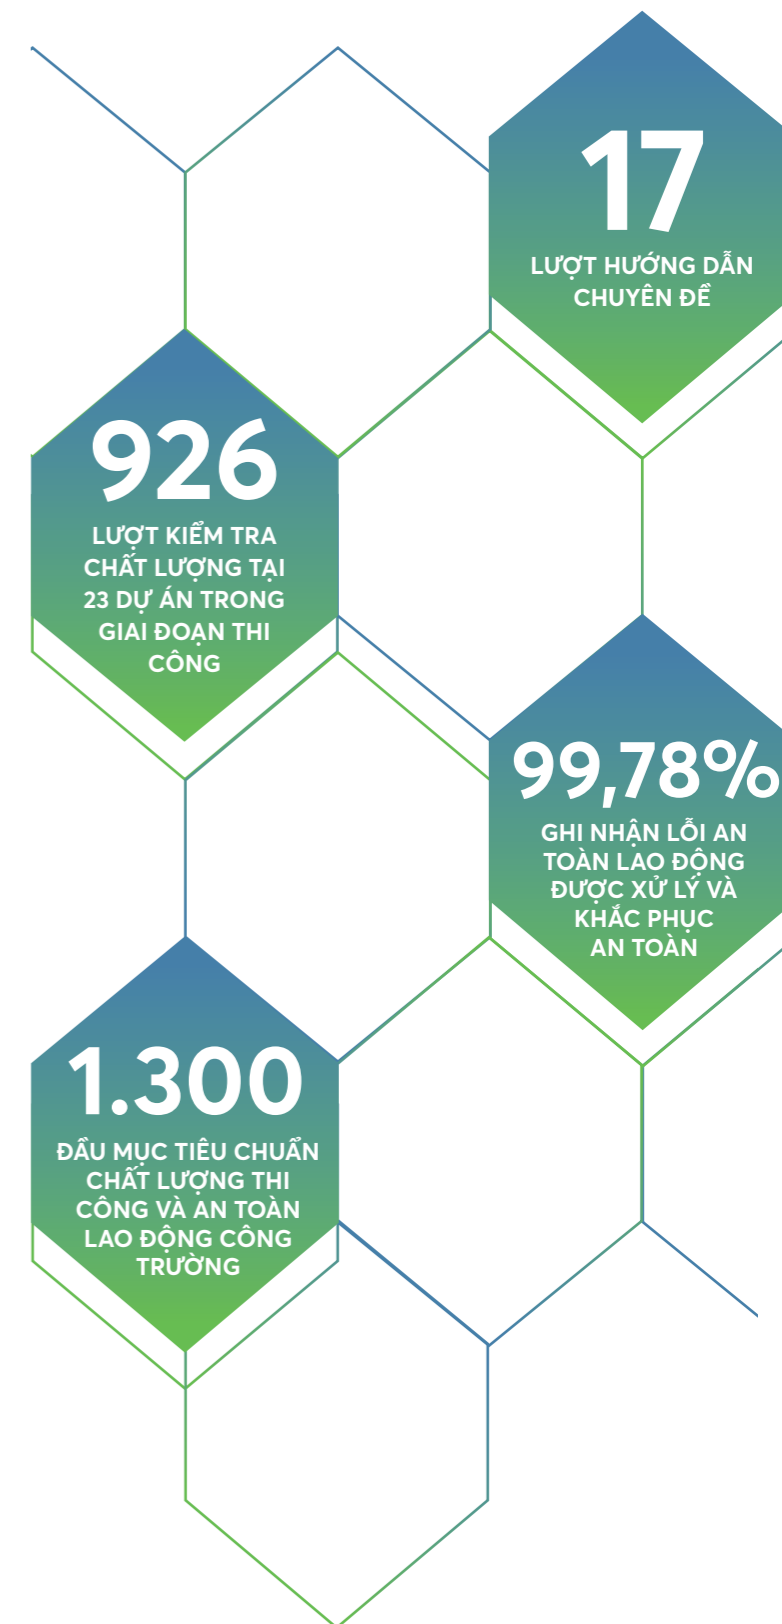 17
LƯỢT HƯỚNG DẪN
CHUYÊN ĐỀ
926
LƯỢT KIỂM TRA
CHẤT LƯỢNG TẠI
23 DỰ ÁN TRONG
GIAI ĐOẠN THI
CÔNG
99,78%
GHI NHẬN LỖI AN
TOÀN LAO ĐỘNG
ĐƯỢC XỬ LÝ VÀ
KHẮC PHỤC
AN TOÀN
1.300
ĐẦU MỤC TIÊU CHUẨN
CHẤT LƯỢNG THI
CÔNG VÀ AN TOÀN
LAO ĐỘNG CÔNG
TRƯỜNG